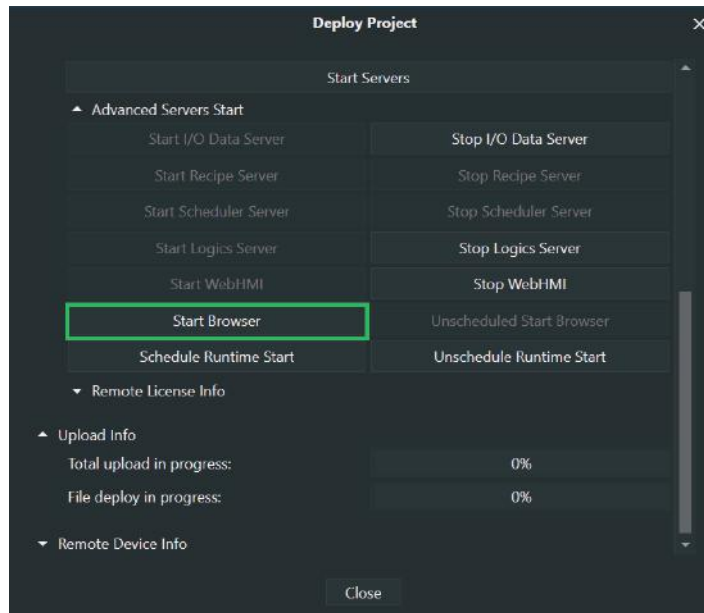 Deploy Project
Start Servers
Advanced Servers Start
Start I/O Data Server Stop I/O Data Server
Start Recipe Server Stop Recipe Server
Start Scheduler Server Stop Scheduler Server
Start Logics Server Stop Logics Server
Start WebHMI Stop WebHMI
Start Browser Unscheduled Start Browser
Schedule Runtime Start Unschedule Runtime Start
Remote License Info
Upload Info
Total upload in progress: 0%
File deploy in progress: 0%
Remote Device Info
Close